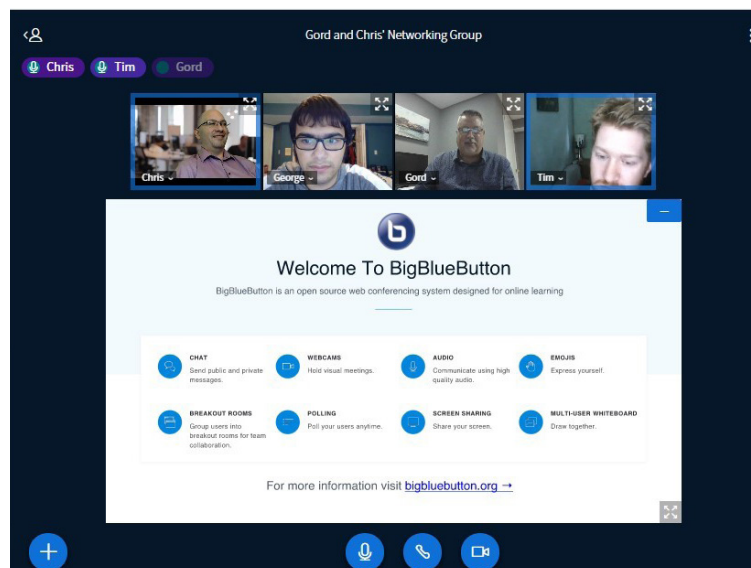 Gord and Chris' Networking Group
Chris Tim Gord
Chris George Gord Tim
b
Welcome To BigBlueButton
BigBlueButton is an open source web conferencing system designed for online learning
CHAT
Send public and private
messages.
WEBCAMS
Hold visual meetings.
AUDIO
Communicate using high
quality audio.
EMOJIS
Express yourself.
BREAKOUT ROOMS
Group users into
breakout rooms for team
collaboration.
POLLING
Poll your users anytime.
SCREEN SHARING
Share your screen.
MULTI-USER WHITEBOARD
Draw together.
For more information visit bigbluebutton.org →